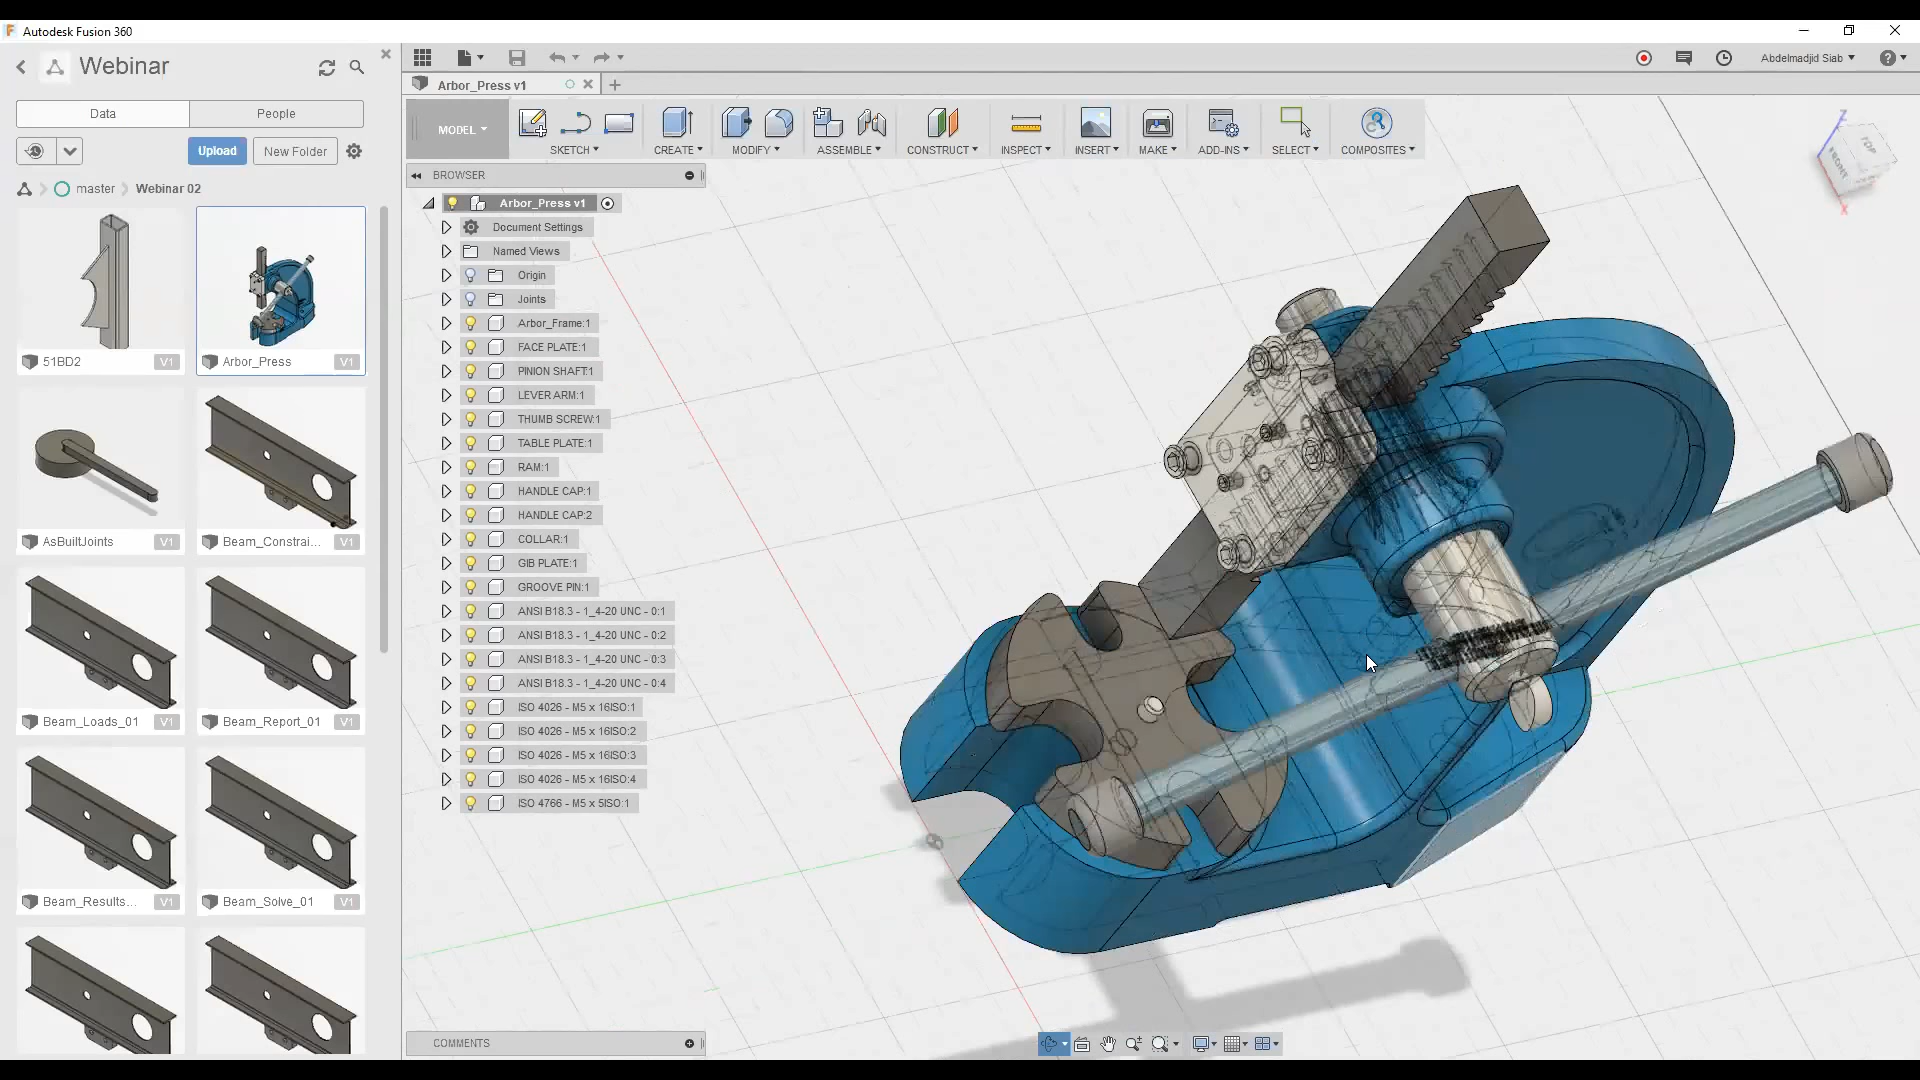 Autodesk Fusion 360
Webinar
Data
People
Upload
New Folder
master
Webinar 02
51BD2
V1
Arbor_Press
V1
AsBuiltJoints
V1
Beam_Constrai...
V1
Beam_Loads_01
V1
Beam_Report_01
V1
Beam_Results...
V1
Beam_Solve_01
V1
Abdelmadjid Siab
Arbor_Press v1
MODEL
SKETCH
CREATE
MODIFY
ASSEMBLE
CONSTRUCT
INSPECT
INSERT
MAKE
ADD-INS
SELECT
COMPOSITES
BROWSER
Arbor_Press v1
Document Settings
Named Views
Origin
Joints
Arbor_Frame:1
FACE PLATE:1
PINION SHAFT:1
LEVER ARM:1
THUMB SCREW:1
TABLE PLATE:1
RAM:1
HANDLE CAP:1
HANDLE CAP:2
COLLAR:1
GIB PLATE:1
GROOVE PIN:1
ANSI B18.3 - 1_4-20 UNC - 0:1
ANSI B18.3 - 1_4-20 UNC - 0:2
ANSI B18.3 - 1_4-20 UNC - 0:3
ANSI B18.3 - 1_4-20 UNC - 0:4
ISO 4026 - M5 x 16ISO:1
ISO 4026 - M5 x 16ISO:2
ISO 4026 - M5 x 16ISO:3
ISO 4026 - M5 x 16ISO:4
ISO 4766 - M5 x 5ISO:1
COMMENTS
Z
TOP
FRONT
X